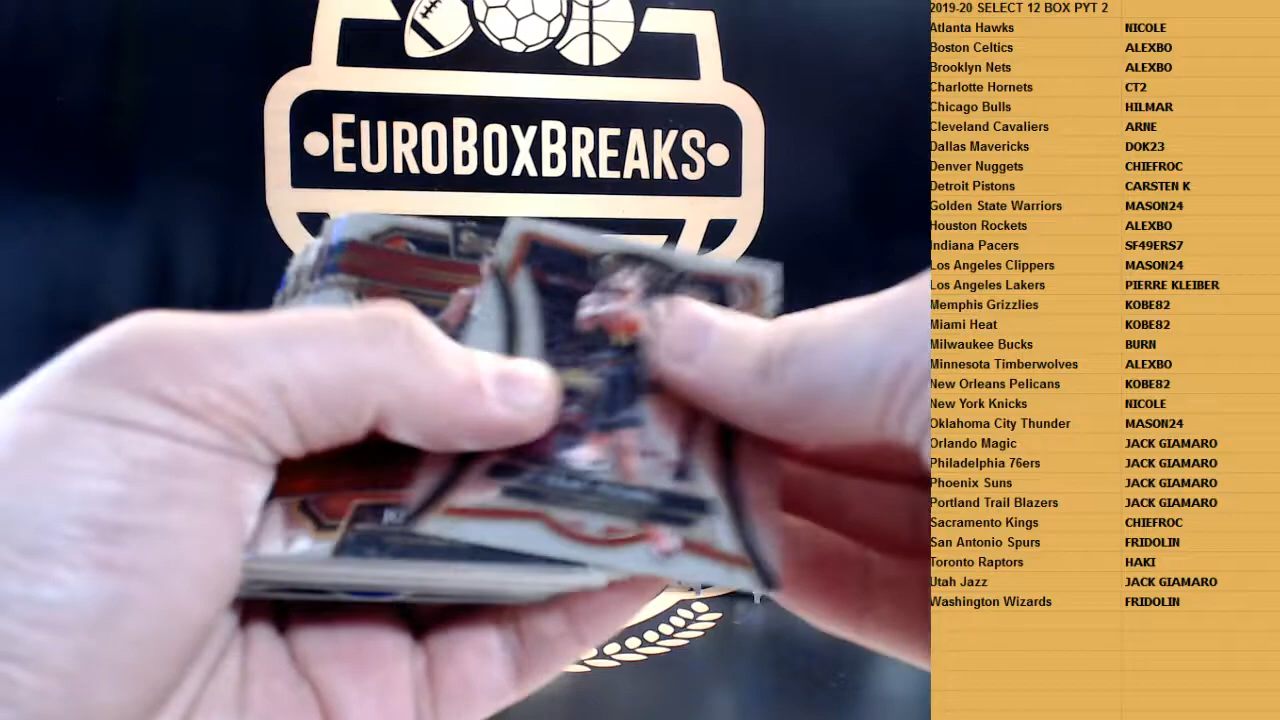 EUROBOXBREAKS
2019-20 SELECT 12 BOX PYT 2
Atlanta Hawks NICOLE
Boston Celtics ALEXBO
Brooklyn Nets ALEXBO
Charlotte Hornets CT2
Chicago Bulls HILMAR
Cleveland Cavaliers ARNE
Dallas Mavericks DOK23
Denver Nuggets CHIEFROC
Detroit Pistons CARSTEN K
Golden State Warriors MASON24
Houston Rockets ALEXBO
Indiana Pacers SF49ERS7
Los Angeles Clippers MASON24
Los Angeles Lakers PIERRE KLEIBER
Memphis Grizzlies KOBE82
Miami Heat KOBE82
Milwaukee Bucks BURN
Minnesota Timberwolves ALEXBO
New Orleans Pelicans KOBE82
New York Knicks NICOLE
Oklahoma City Thunder MASON24
Orlando Magic JACK GIAMARO
Philadelphia 76ers JACK GIAMARO
Phoenix Suns JACK GIAMARO
Portland Trail Blazers JACK GIAMARO
Sacramento Kings CHIEFROC
San Antonio Spurs FRIDOLIN
Toronto Raptors HAKI
Utah Jazz JACK GIAMARO
Washington Wizards FRIDOLIN